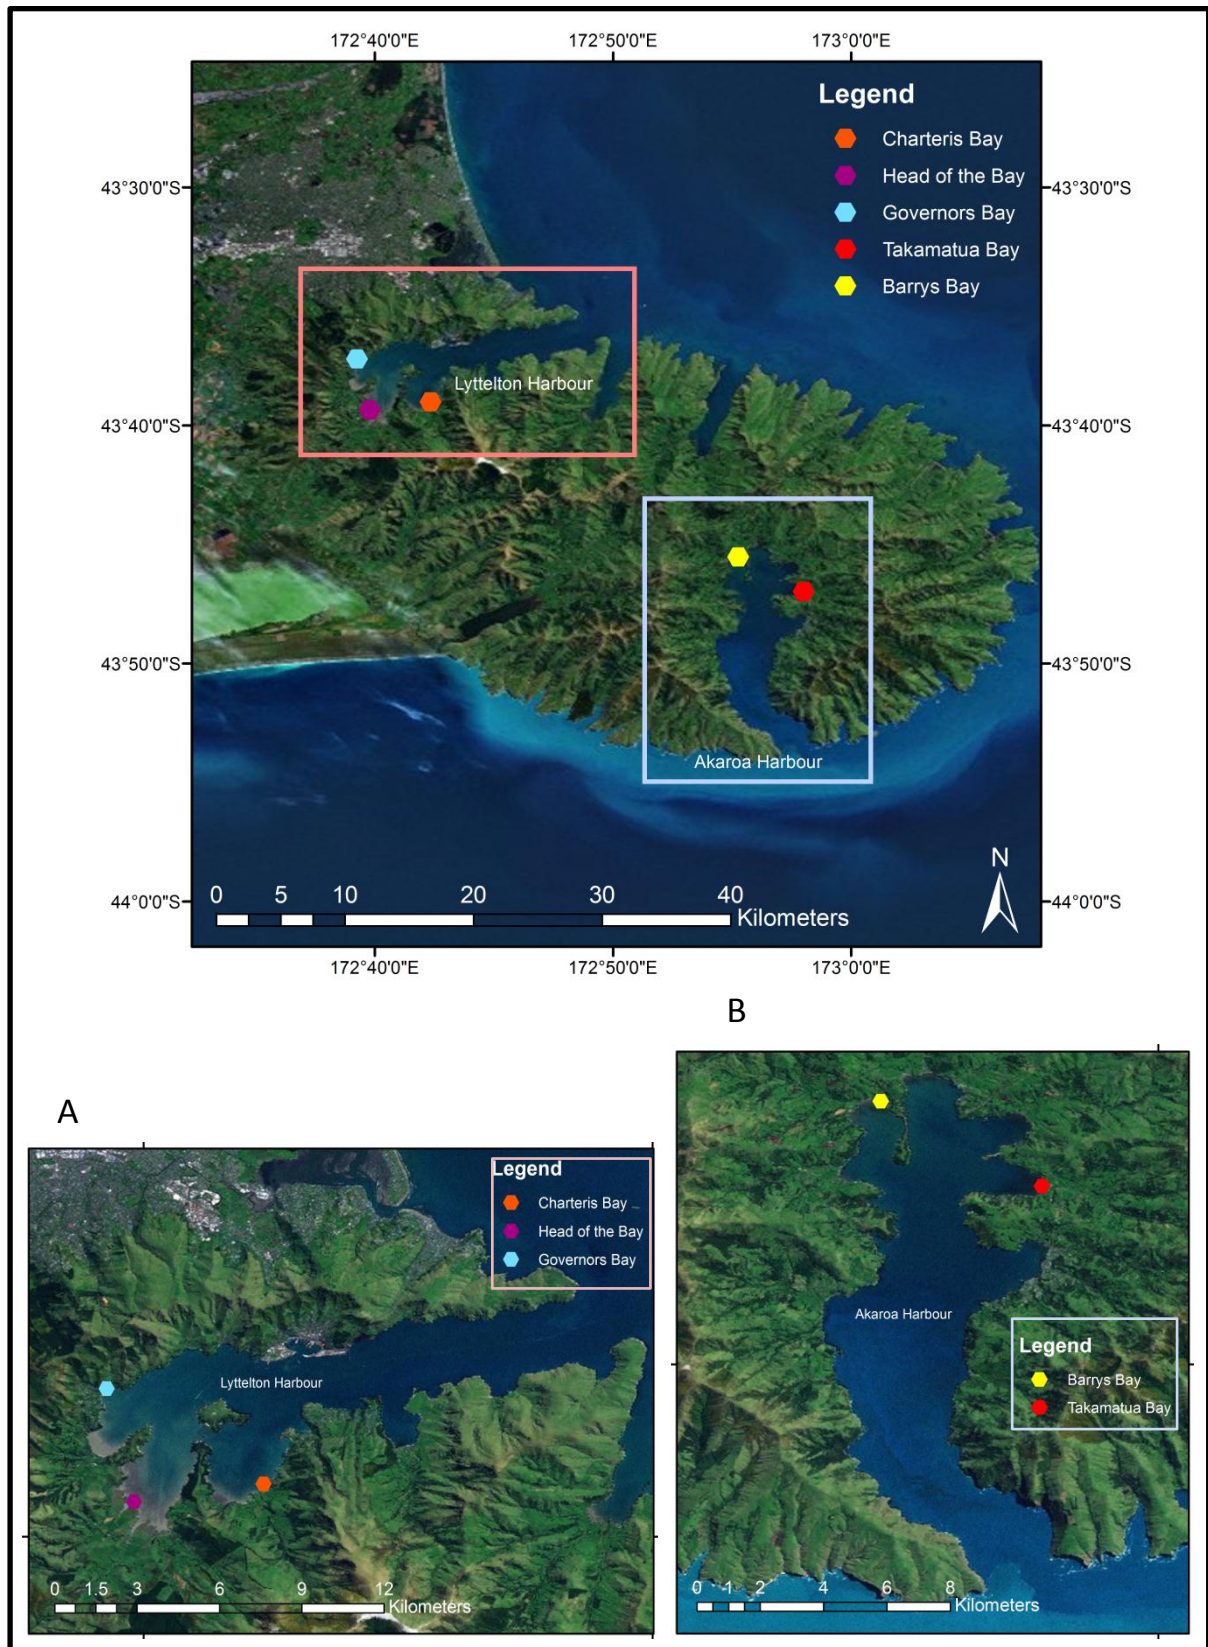 172°40'0"E 172°50'0"E 173°0'0"E
Legend
Charteris Bay
Head of the Bay
Governors Bay
Takamatua Bay
Barrys Bay
43°30'0"S 43°30'0"S
Lyttelton Harbour
43°40'0"S 43°40'0"S
43°50'0"S 43°50'0"S
Akaroa Harbour
N
0 5 10 20 30 40
Kilometers
44°0'0"S 44°0'0"S
172°40'0"E 172°50'0"E 173°0'0"E
B
A
Legend
Charteris Bay
Head of the Bay
Governors Bay
Lyttelton Harbour
0 1.5 3 6 9 12
Kilometers
Akaroa Harbour
Legend
Barrys Bay
Takamatua Bay
0 1 2 4 6 8
Kilometers